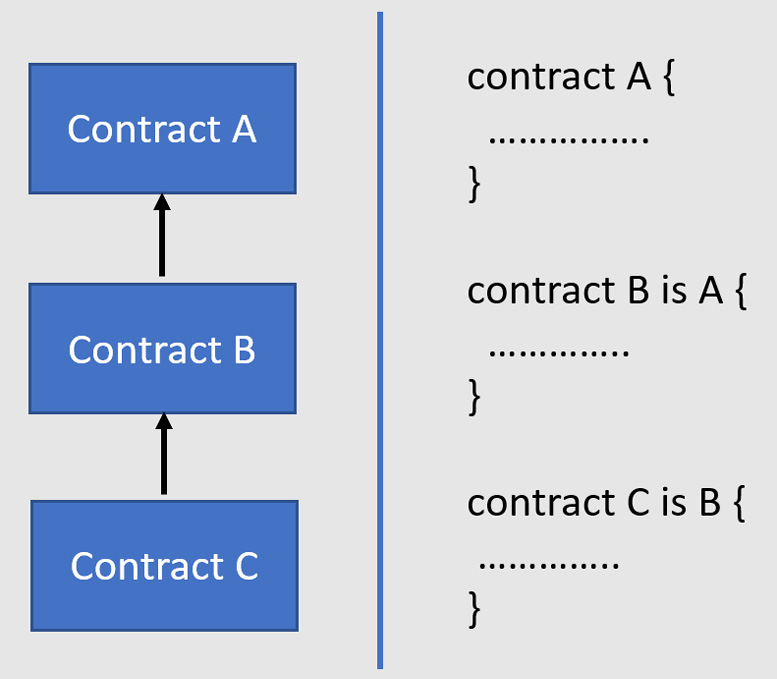 Contract A
Contract B
Contract C
contract A {
................
}
contract B is A {
..............
}
contract C is B {
..............
}